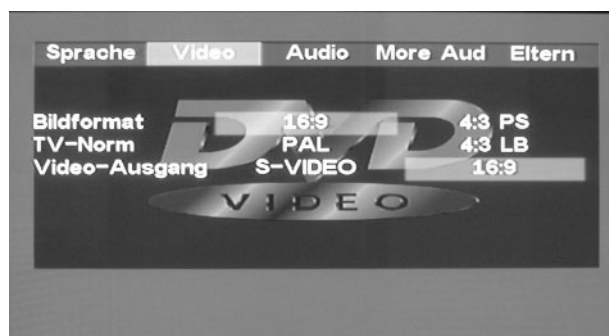 Sprache Video Audio More Aud Eltern
Bildformat 16:9 4:3 PS
TV-Norm PAL 4:3 LB
Video-Ausgang S-VIDEO 16:9
DVD
VIDEO